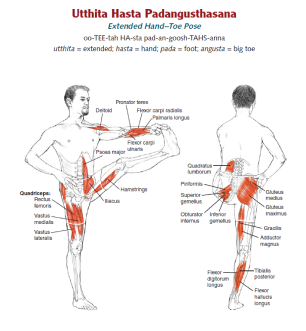 Utthita Hasta Padangusthasana
Extended Hand–Toe Pose
oo-TEE-tah HA-sta pad-an-goosh-TAHS-anna
utthita = extended; hasta = hand; pada = foot; angusta = big toe
Pronator teres
Deltoid
Flexor carpi radialis
Palmaris longus
Flexor carpi
ulnaris
Psoas major
Hamstrings
Iliacus
Quadriceps:
Rectus
femoris
Vastus
medialis
Vastus
lateralis
Quadratus
lumborum
Piriformis
Superior
gemellus
Obturator
internus
Inferior
gemellus
Gluteus
medius
Gluteus
maximus
Gracilis
Adductor
magnus
Tibialis
posterior
Flexor
digitorum
longus
Flexor
hallucis
longus